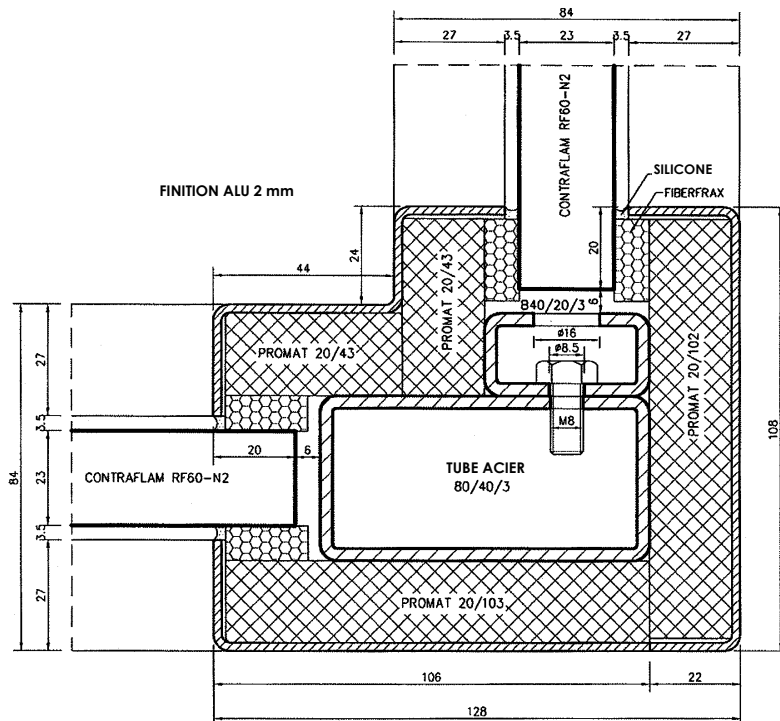 84
27
3.5
23
3.5
27
CONTRAFLAM RF60-N2
SILICONE
FIBERFRAX
FINITION ALU 2 mm
24
20
44
PROMAT 20/43
840/20/3
6
ø16
ø8.5
PROMAT 20/43
PROMAT 20/102
108
27
3.5
23
3.5
27
84
M8
20
6
CONTRAFLAM RF60-N2
TUBE ACIER
80/40/3
PROMAT 20/103
106
22
128